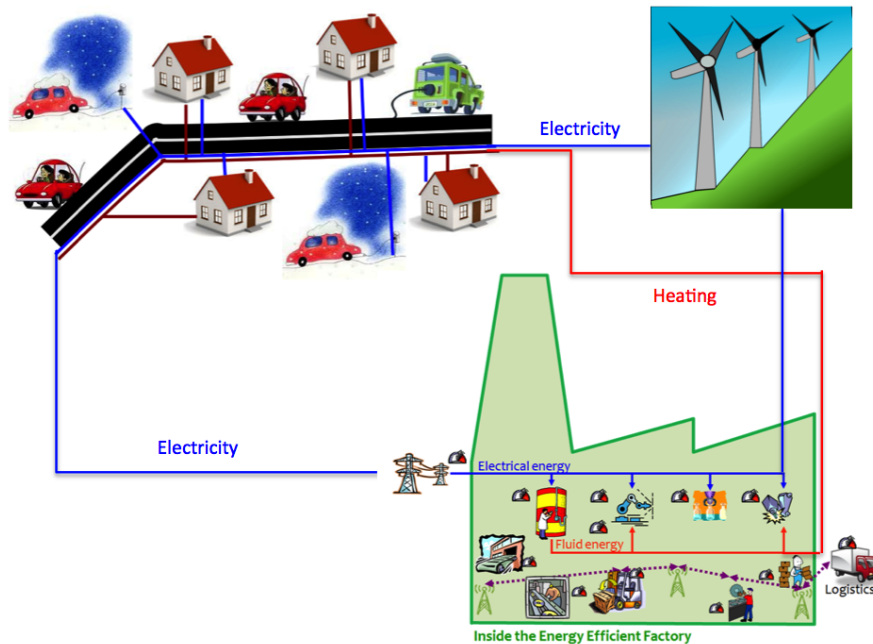 Electricity
Heating
Electricity
Electrical energy
Fluid energy
Logistics
Inside the Energy Efficient Factory